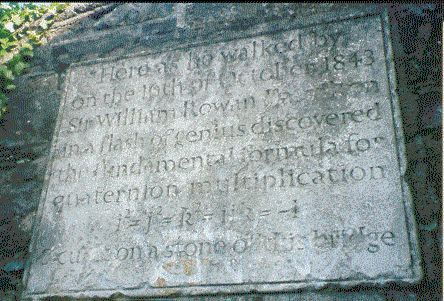 Here as he walked by
on the 16th of October 1843
Sir William Rowan Hamilton
in a flash of genius discovered
the fundamental formula for
quaternion multiplication
i² = j² = k² = ijk = −1
cut it on a stone of this bridge